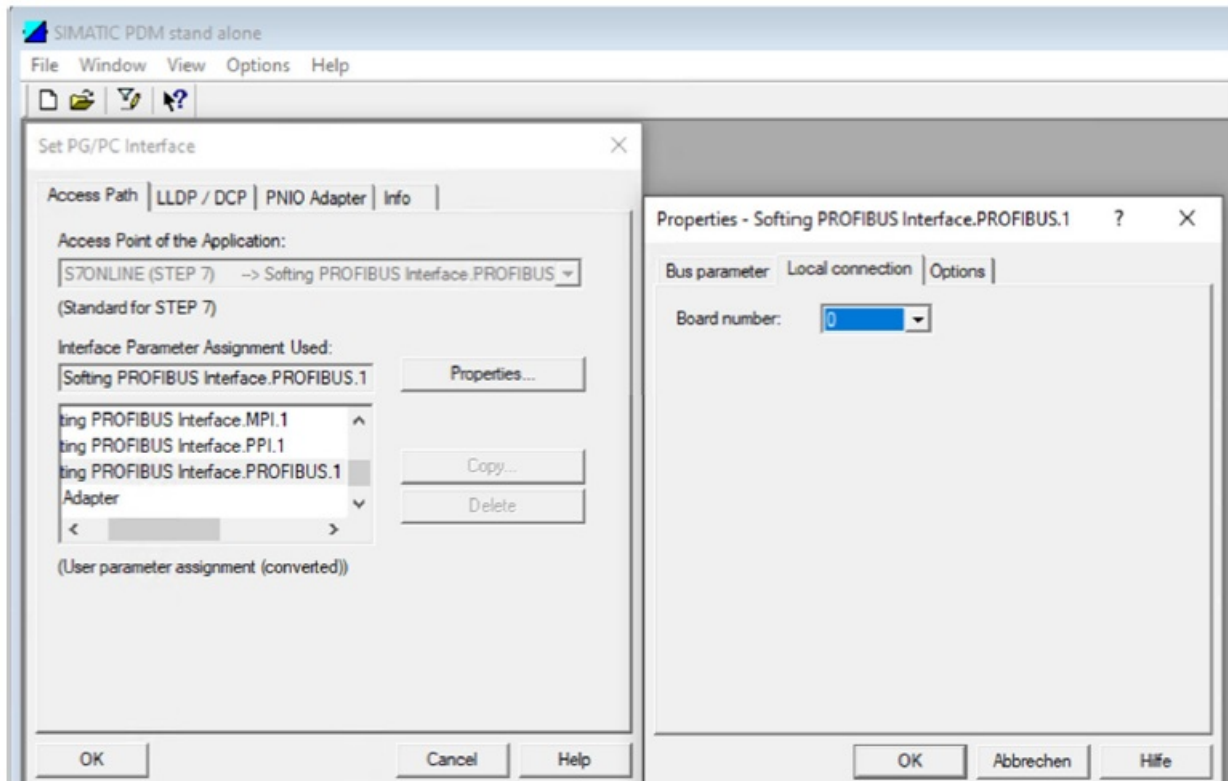 SIMATIC PDM stand alone
File Window View Options Help
Set PG/PC Interface
Access Path LLDP / DCP PNIO Adapter Info
Access Point of the Application:
S7ONLINE (STEP 7) --> Softing PROFIBUS Interface.PROFIBUS
(Standard for STEP 7)
Interface Parameter Assignment Used:
Softing PROFIBUS Interface.PROFIBUS.1
Properties...
ting PROFIBUS Interface.MPI.1
ting PROFIBUS Interface.PPI.1
ting PROFIBUS Interface.PROFIBUS.1
Adapter
Copy...
Delete
(User parameter assignment (converted))
OK
Cancel
Help
Properties - Softing PROFIBUS Interface.PROFIBUS.1
Bus parameter Local connection Options
Board number: 0
OK
Abbrechen
Hilfe